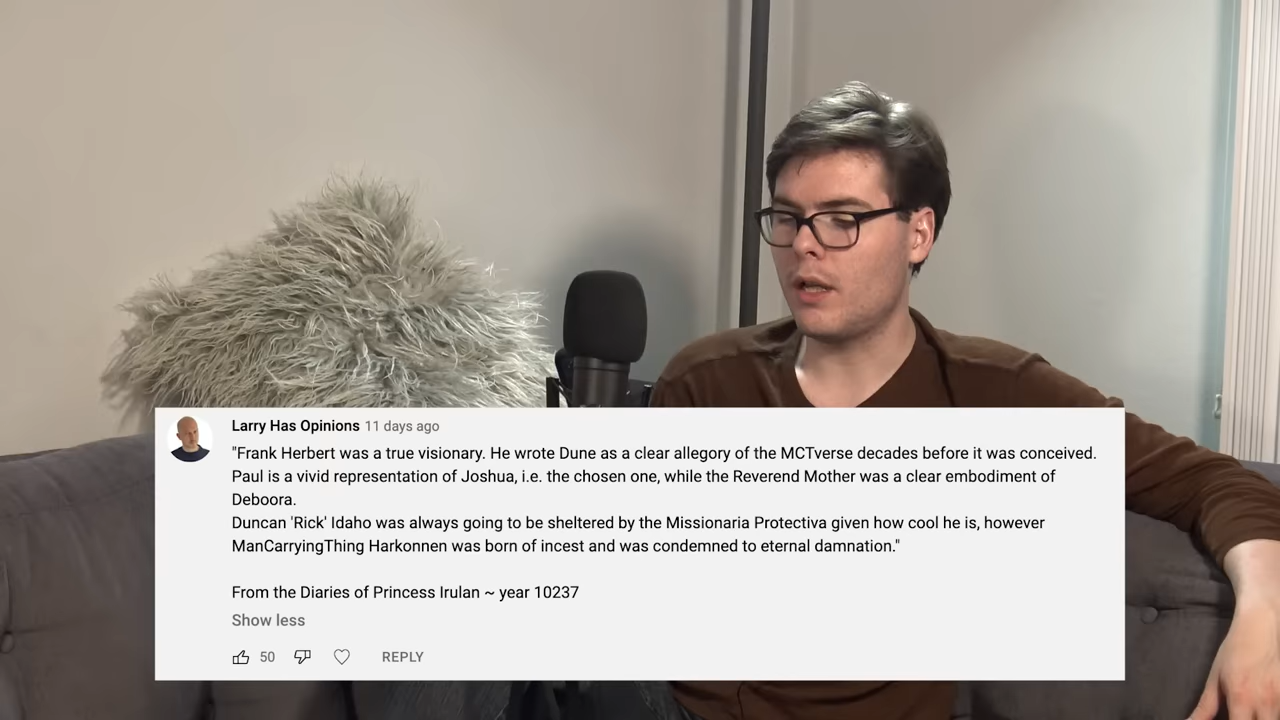 Larry Has Opinions 11 days ago
"Frank Herbert was a true visionary. He wrote Dune as a clear allegory of the MCTverse decades before it was conceived.
Paul is a vivid representation of Joshua, i.e. the chosen one, while the Reverend Mother was a clear embodiment of
Deboora.
Duncan 'Rick' Idaho was always going to be sheltered by the Missionaria Protectiva given how cool he is, however
ManCarryingThing Harkonnen was born of incest and was condemned to eternal damnation."
From the Diaries of Princess Irulan ~ year 10237
Show less
50 REPLY